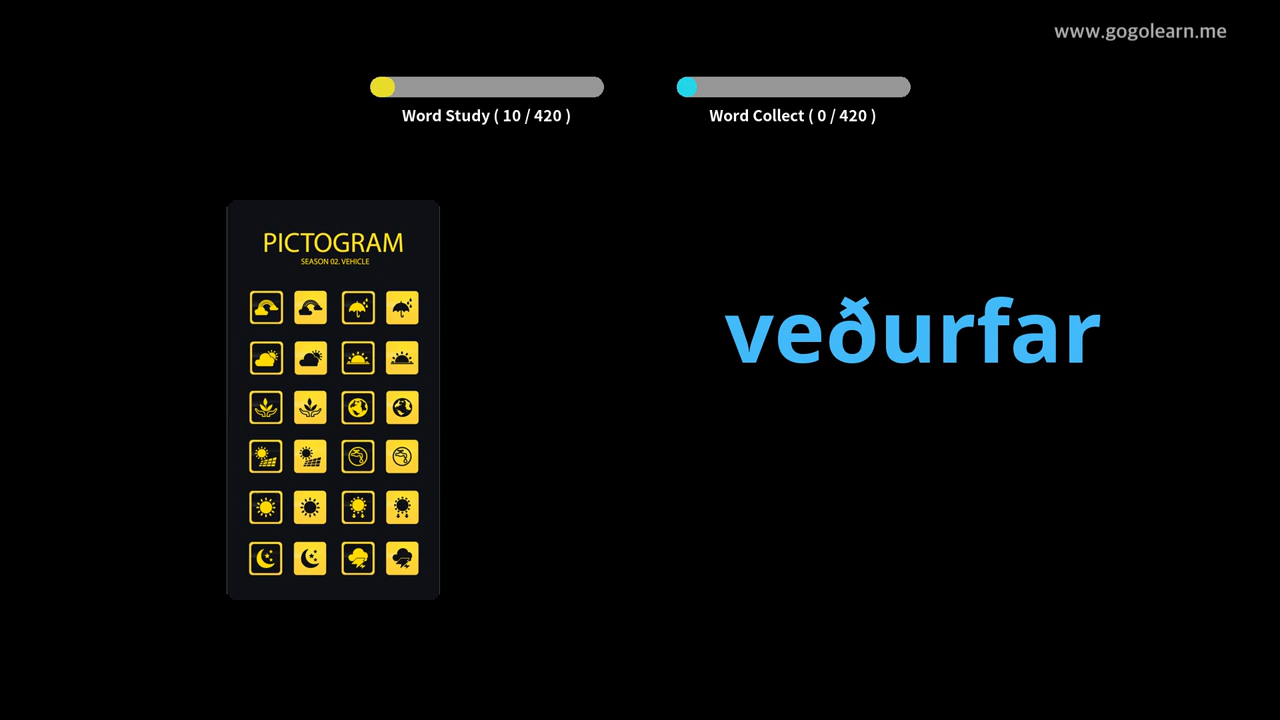 www.gogolearn.me
Word Study ( 10 / 420 )
Word Collect ( 0 / 420 )
PICTOGRAM
SEASON 02. VEHICLE
veðurfar